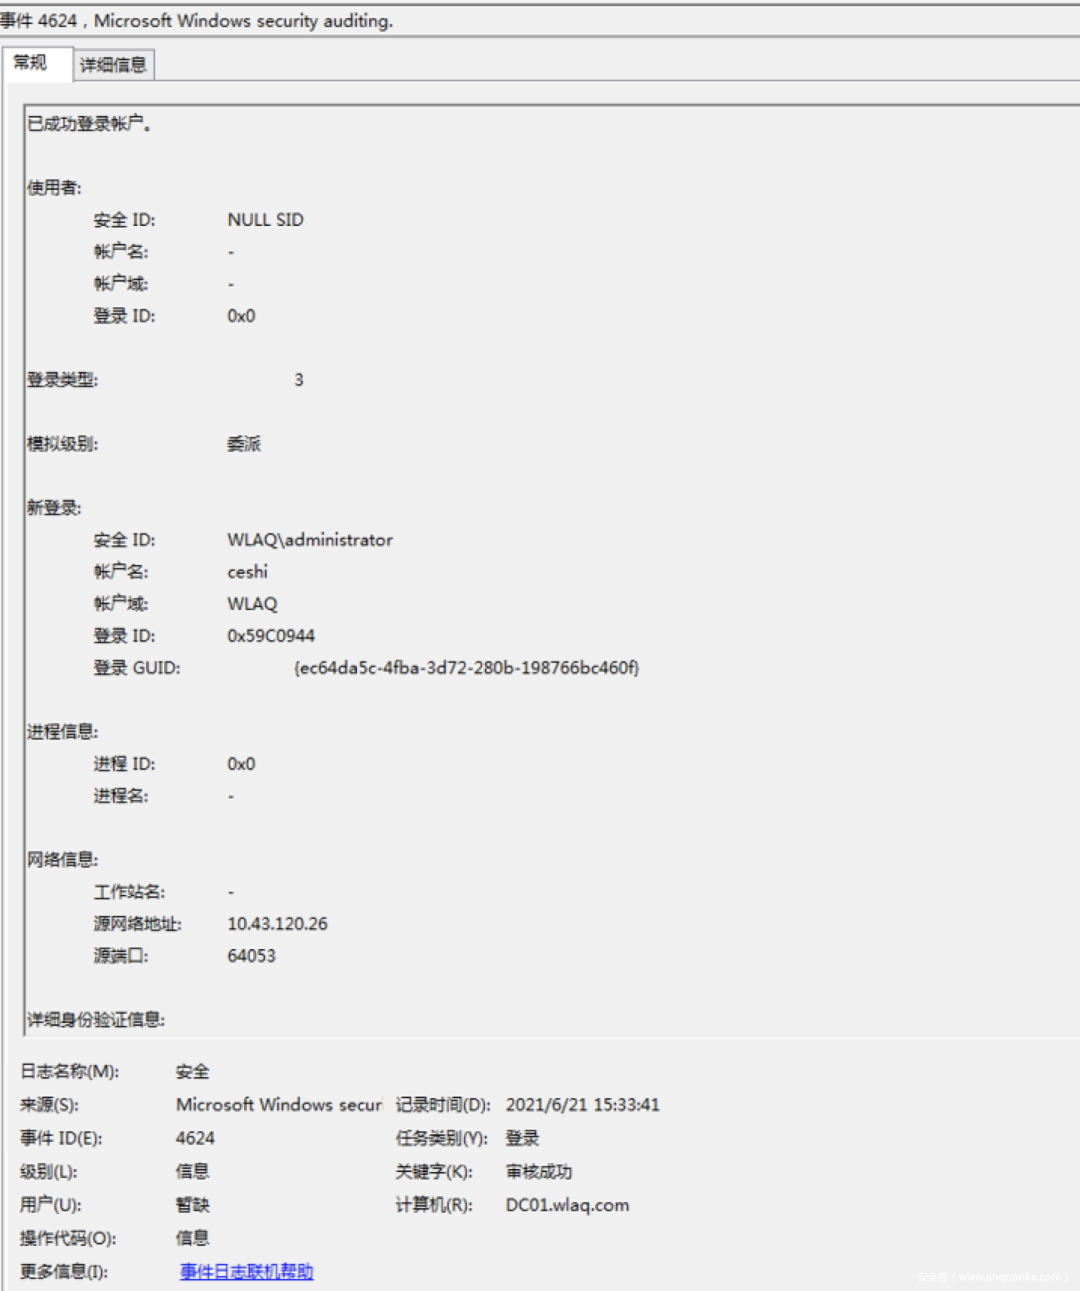 事件 4624，Microsoft Windows security auditing.
常规 详细信息
已成功登录帐户。
使用者:
安全 ID: NULL SID
帐户名: -
帐户域: -
登录 ID: 0x0
登录类型: 3
模拟级别: 委派
新登录:
安全 ID: WLAQ\administrator
帐户名: ceshi
帐户域: WLAQ
登录 ID: 0x59C0944
登录 GUID: {ec64da5c-4fba-3d72-280b-198766bc460f}
进程信息:
进程 ID: 0x0
进程名: -
网络信息:
工作站名: -
源网络地址: 10.43.120.26
源端口: 64053
详细身份验证信息:
日志名称(M): 安全
来源(S): Microsoft Windows securi 记录时间(D): 2021/6/21 15:33:41
事件 ID(E): 4624 任务类别(Y): 登录
级别(L): 信息 关键字(K): 审核成功
用户(U): 暂缺 计算机(R): DC01.wlaq.com
操作代码(O): 信息
更多信息(I): 事件日志联机帮助
安全客 ( www.anquanke.com )